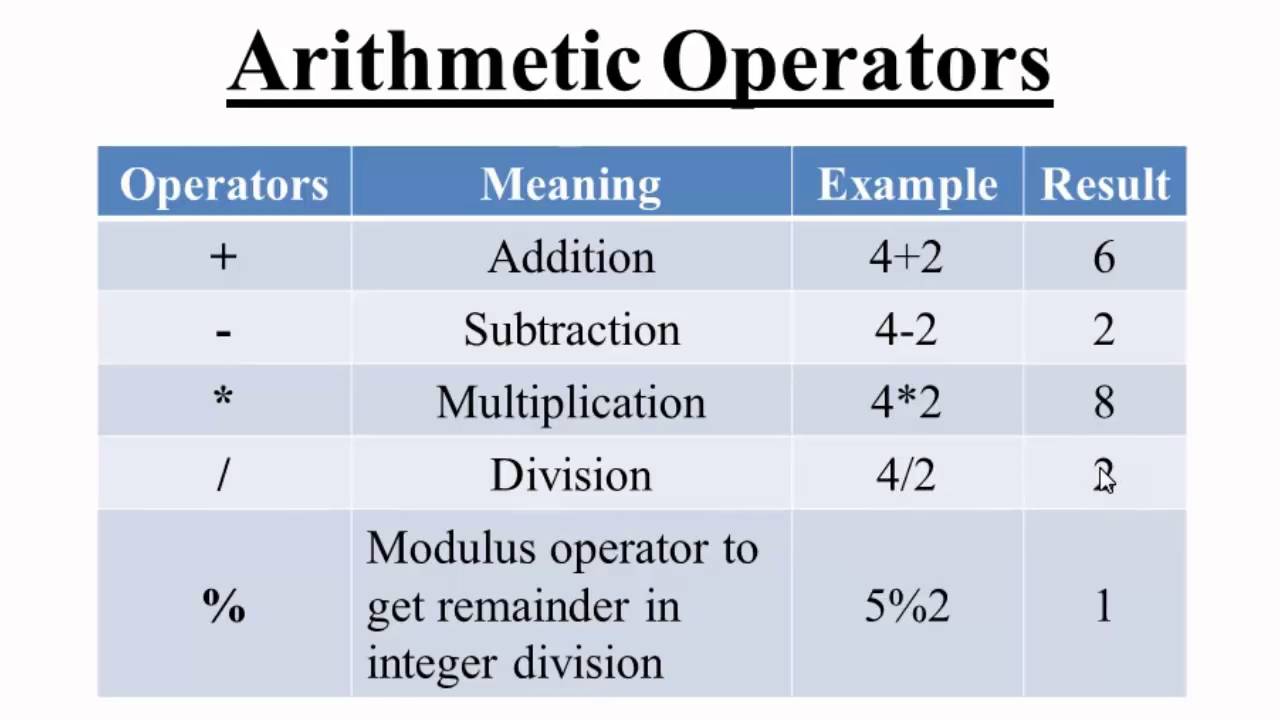 Arithmetic Operators
Operators Meaning Example Result
+ Addition 4+2 6
- Subtraction 4-2 2
* Multiplication 4*2 8
/ Division 4/2 2
Modulus operator to
get remainder in
integer division
% 5%2 1